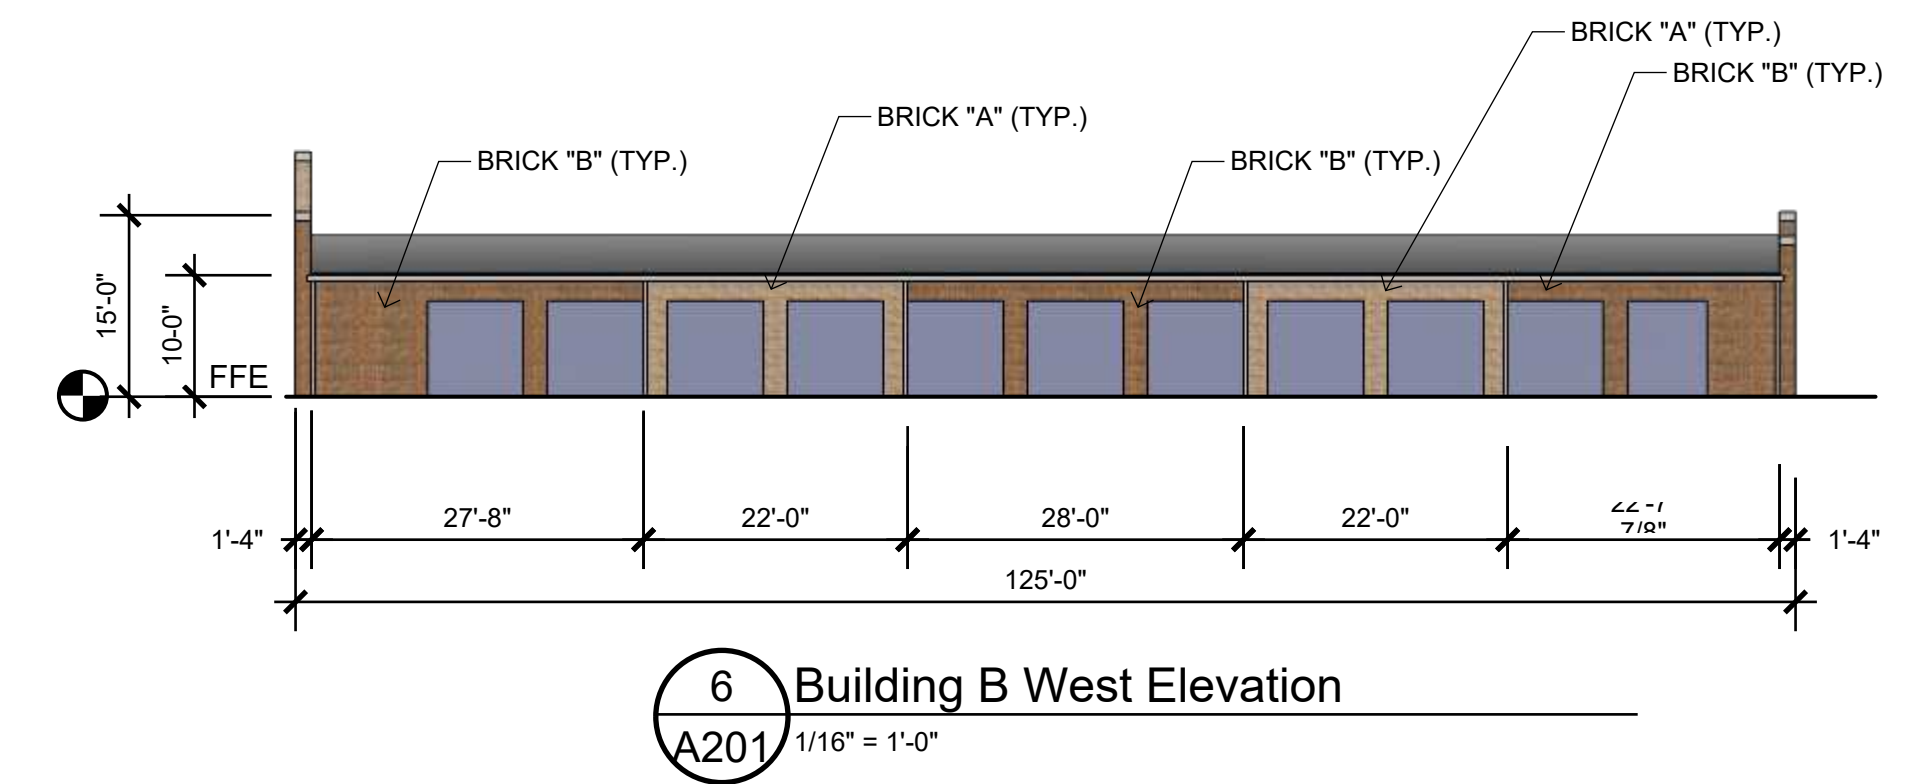 BRICK "A" (TYP.)
BRICK "B" (TYP.)
BRICK "A" (TYP.)
BRICK "B" (TYP.)
BRICK "B" (TYP.)
15'-0"
10-0"
FFE
27'-8"
22'-0"
28'-0"
22'-0"
7/8"
1'-4"
1'-4"
125'-0"
6
Building B West Elevation
A201
1/16" = 1'-0"